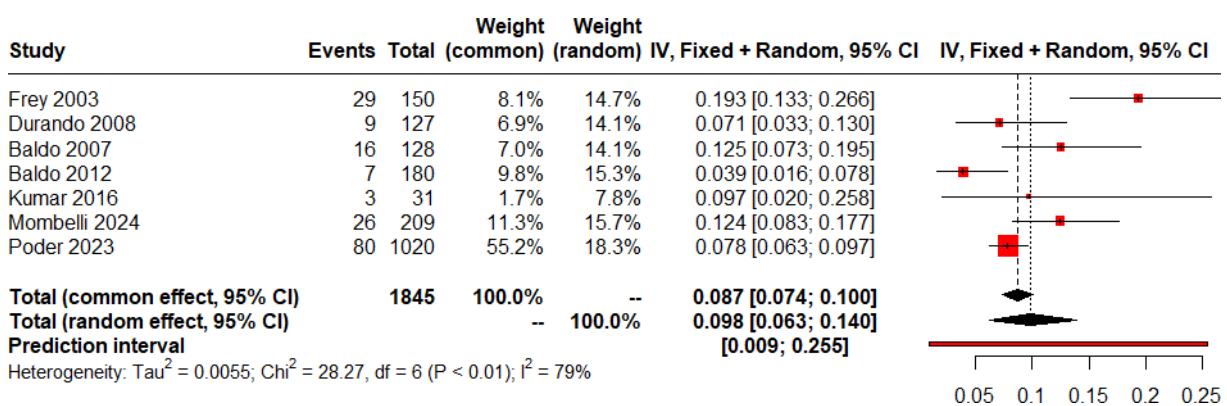 Weight Weight
Study Events Total (common) (random) IV, Fixed + Random, 95% CI IV, Fixed + Random, 95% CI
Frey 2003 29 150 8.1% 14.7% 0.193 [0.133; 0.266]
Durando 2008 9 127 6.9% 14.1% 0.071 [0.033; 0.130]
Baldo 2007 16 128 7.0% 14.1% 0.125 [0.073; 0.195]
Baldo 2012 7 180 9.8% 15.3% 0.039 [0.016; 0.078]
Kumar 2016 3 31 1.7% 7.8% 0.097 [0.020; 0.258]
Mombelli 2024 26 209 11.3% 15.7% 0.124 [0.083; 0.177]
Poder 2023 80 1020 55.2% 18.3% 0.078 [0.063; 0.097]
Total (common effect, 95% CI) 1845 100.0% -- 0.087 [0.074; 0.100]
Total (random effect, 95% CI) -- 100.0% 0.098 [0.063; 0.140]
Prediction interval [0.009; 0.255]
Heterogeneity: Tau² = 0.0055; Chi² = 28.27, df = 6 (P < 0.01); I² = 79%
0.05 0.1 0.15 0.2 0.25